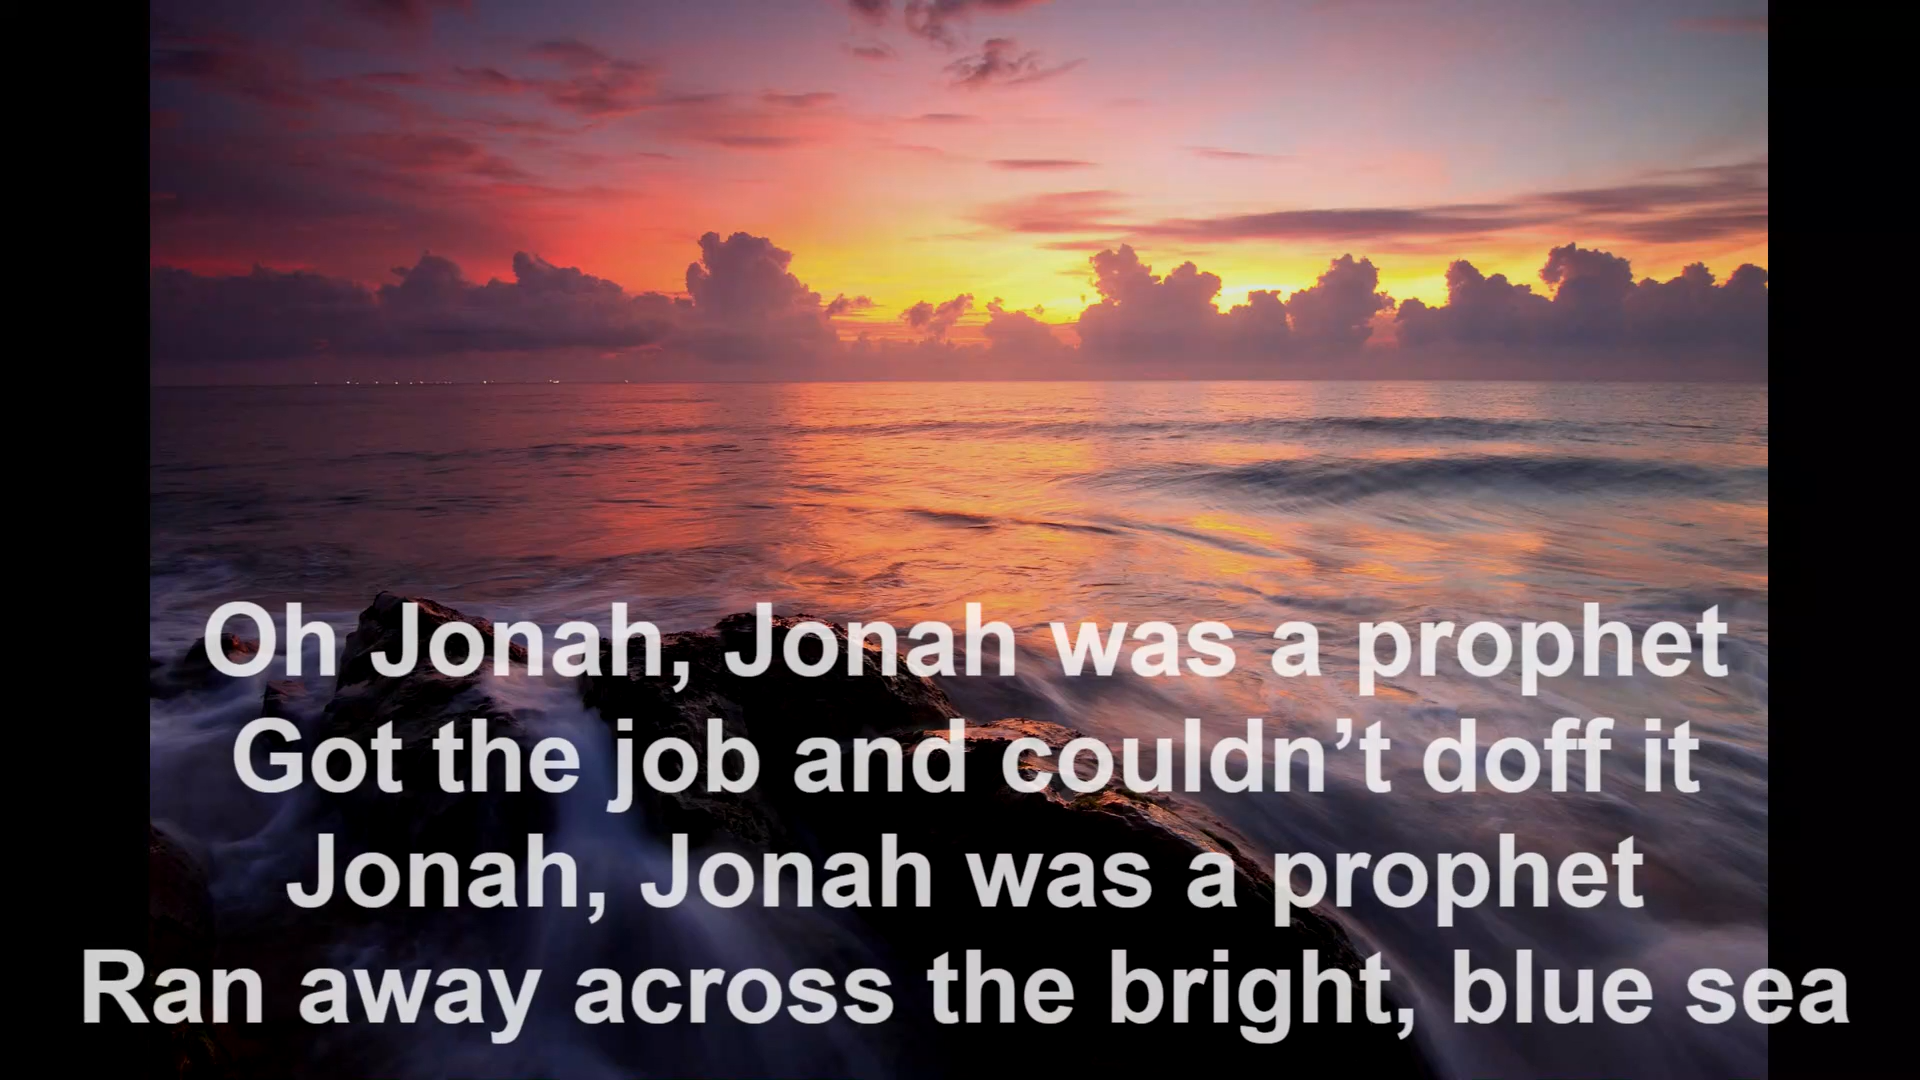 Oh Jonah, Jonah was a prophet
Got the job and couldn’t doff it
Jonah, Jonah was a prophet
Ran away across the bright, blue sea